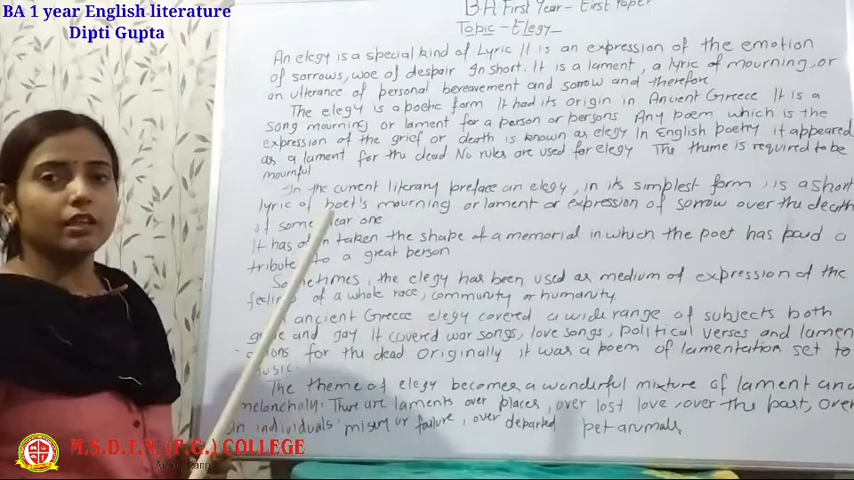 BA 1 year English literature
Dipti Gupta
BA First Year - First Paper
Topic - Elegy
An elegy is a special kind of Lyric It is an expression of the emotion
of sorrows, woe of despair In short. It is a lament, a lyric of mourning, or
an utterance of personal bereavement and sorrow and therefore
The elegy is a poetic form It had its origin in Ancient Greece It is a
song mourning or lament for a person or persons Any poem which is the
expression of the grief or death is known as elegy In English poetry it appeared
as a lament for the dead No rules are used for elegy The theme is required to be
mournful
In the current literary preface an elegy, in its simplest form, is a short
lyric of poet's mourning or lament or expression of sorrow over the death
of some dear one
It has often taken the shape of a memorial in which the poet has paid a
tribute to a great person
Sometimes, the elegy has been used as medium of expression of the
feelings of a whole race, community or humanity
ancient Greece elegy covered a wide range of subjects both
and gay it covered war songs, love songs, political verses and lamen
for the dead Originally it was a poem of lamentation set to
music.
The theme of elegy becomes a wonderful mixture of lament and
melancholy. There are laments over places, over lost love, over the past, over
individuals' misery or failure, over departed pet animals
M.S.D.T.N.(P.G.) COLLEGE